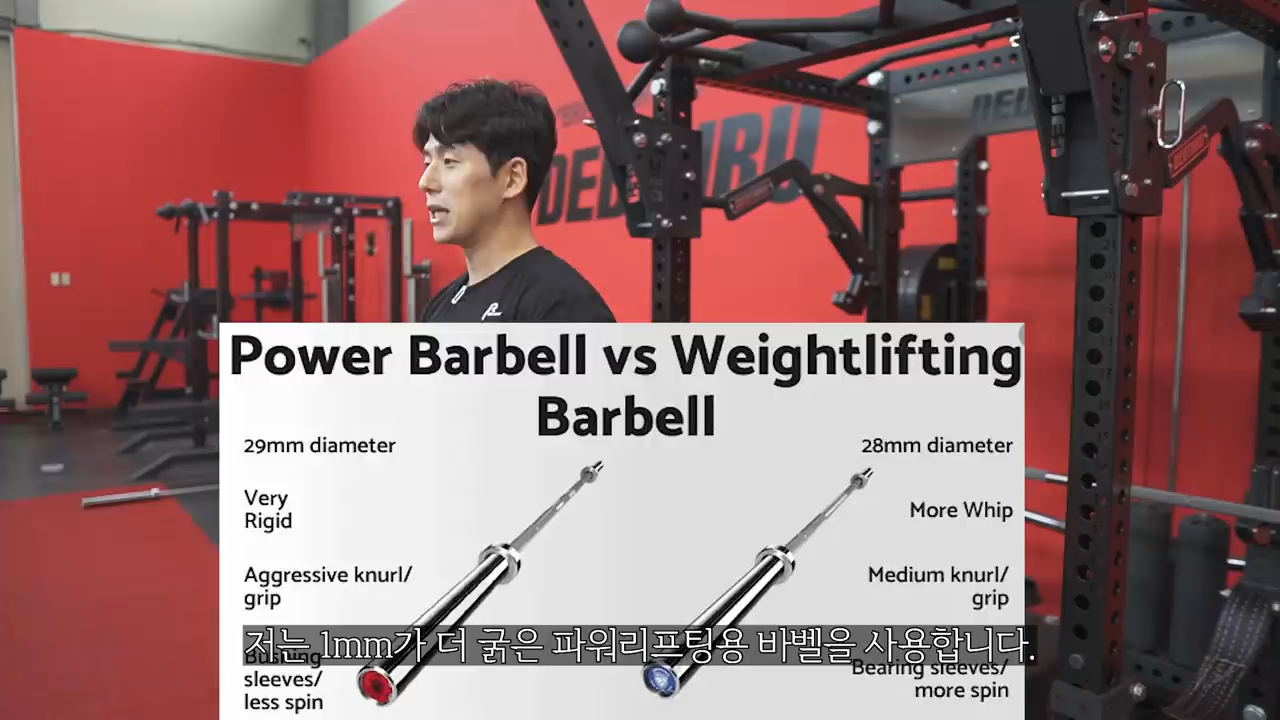 Power Barbell vs Weightlifting
Barbell
29mm diameter
Very
Rigid
Aggressive knurl/
grip
Bushing
sleeves/
less spin
28mm diameter
More Whip
Medium knurl/
grip
Bearing sleeves/
more spin
저는 1mm가 더 굵은 파워리프팅용 바벨을 사용합니다.